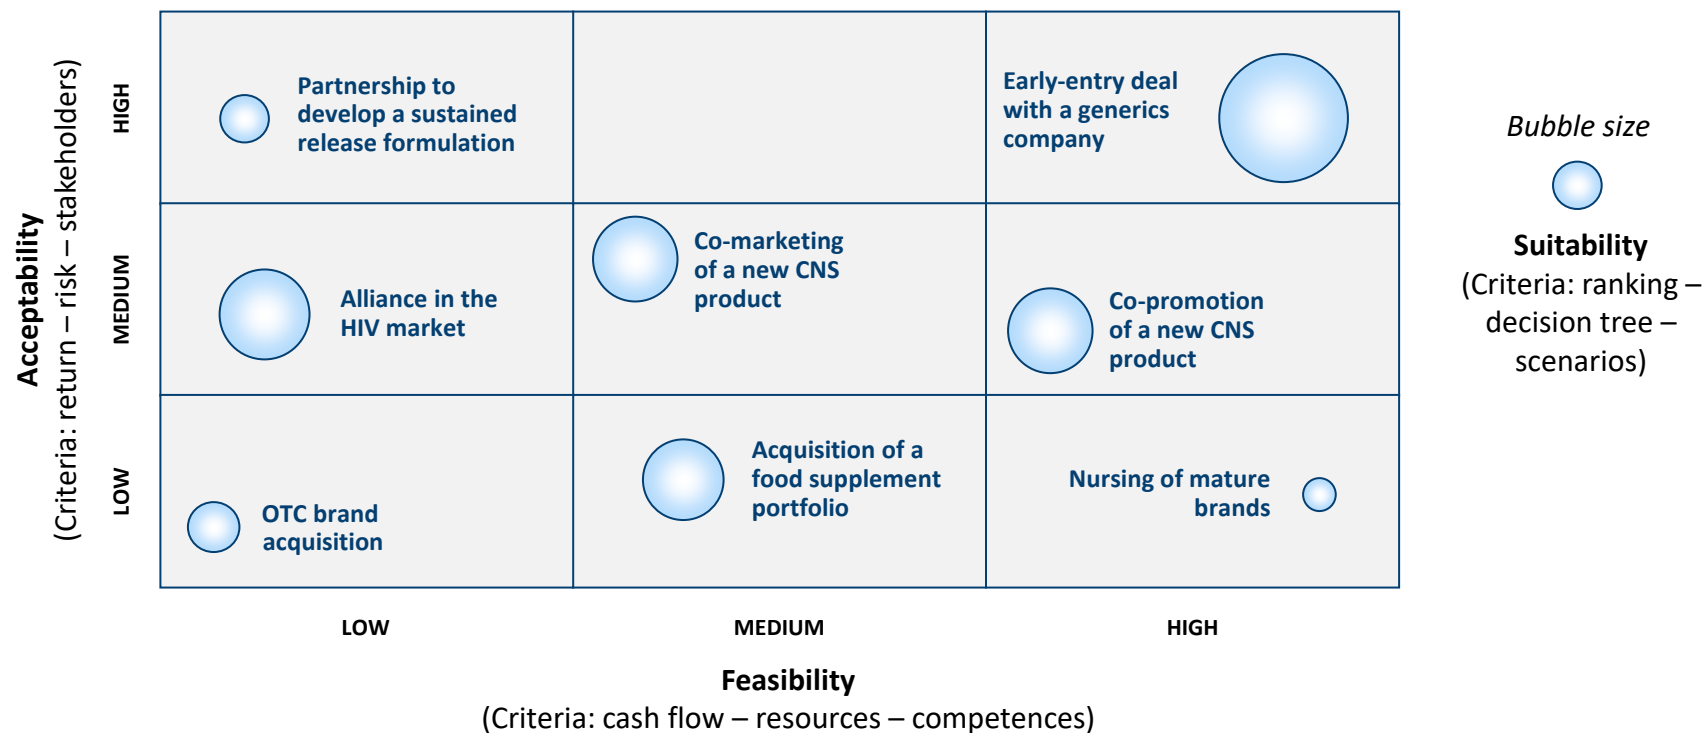 Acceptability
(Criteria: return – risk – stakeholders)
HIGH
MEDIUM
LOW
Partnership to
develop a sustained
release formulation
Early-entry deal
with a generics
company
Alliance in the
HIV market
Co-marketing
of a new CNS
product
Co-promotion
of a new CNS
product
OTC brand
acquisition
Acquisition of a
food supplement
portfolio
Nursing of mature
brands
LOW
MEDIUM
HIGH
Feasibility
(Criteria: cash flow – resources – competences)
Bubble size
Suitability
(Criteria: ranking –
decision tree –
scenarios)